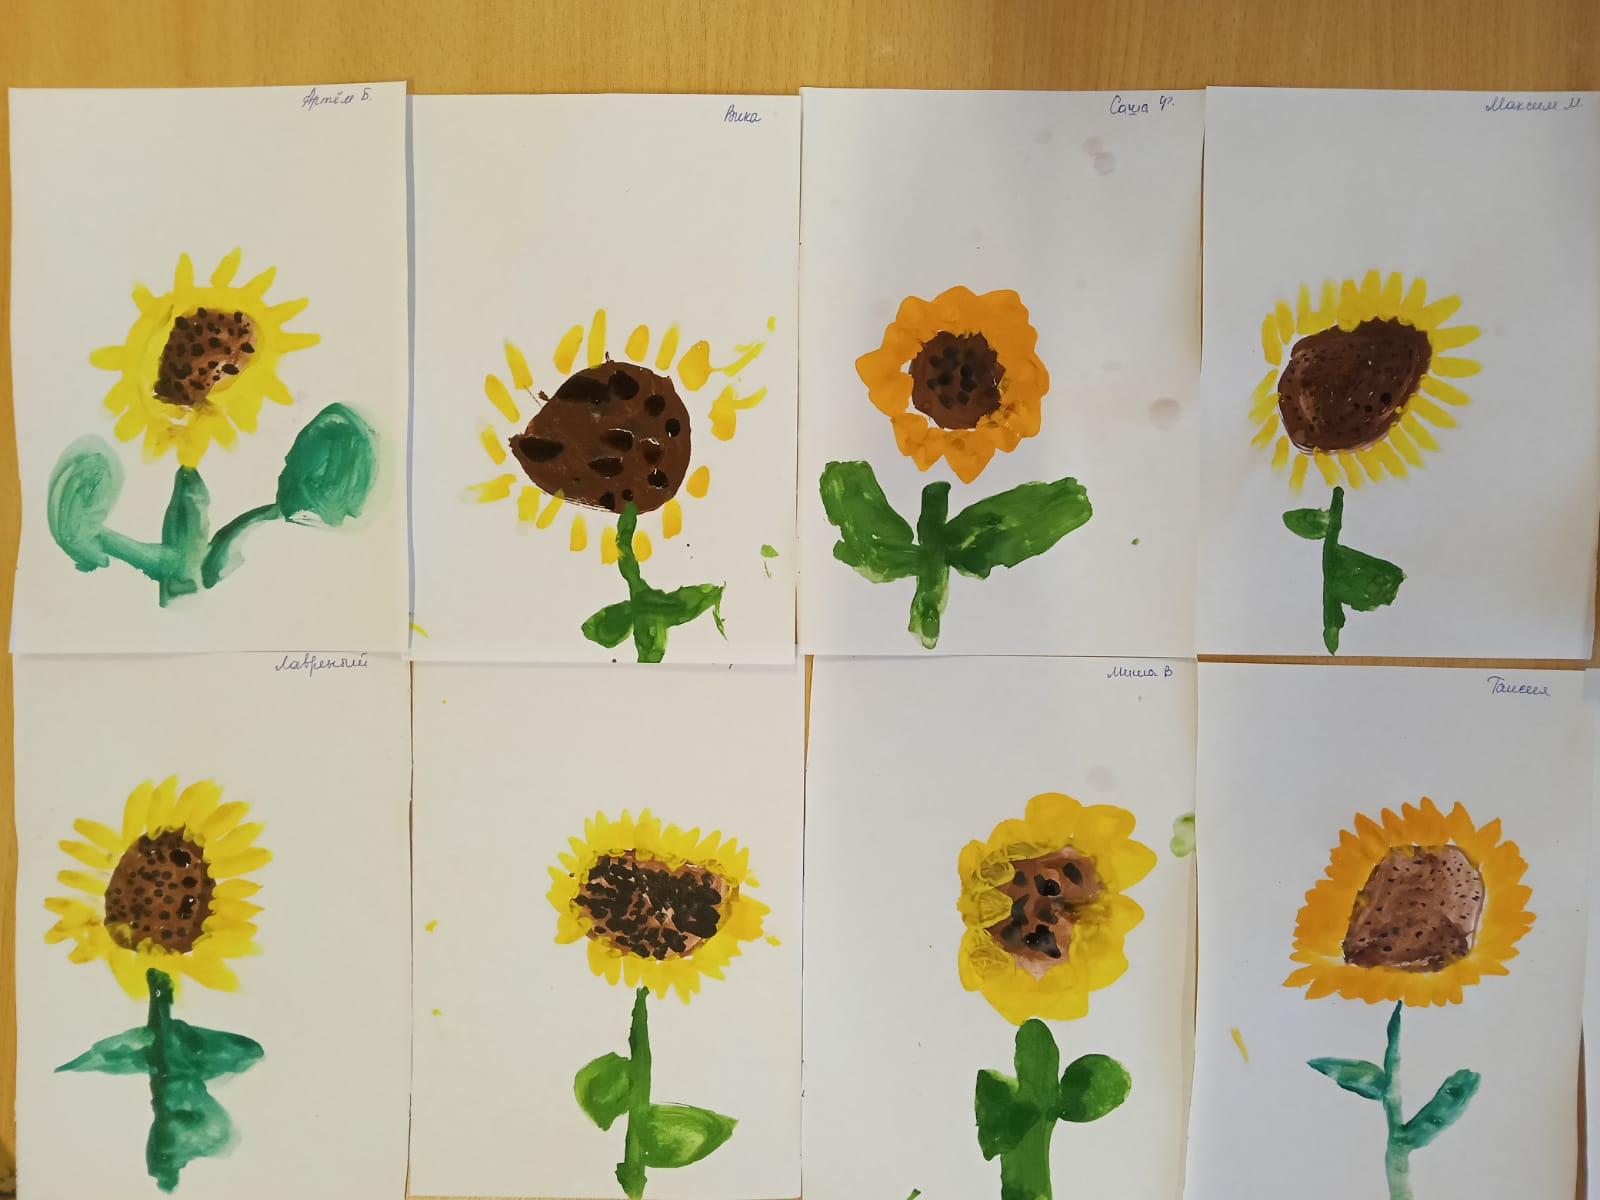 Артём Б.
Вика
Саша Ф.
Максим М.
Лаврентий
Миша В
Таисия